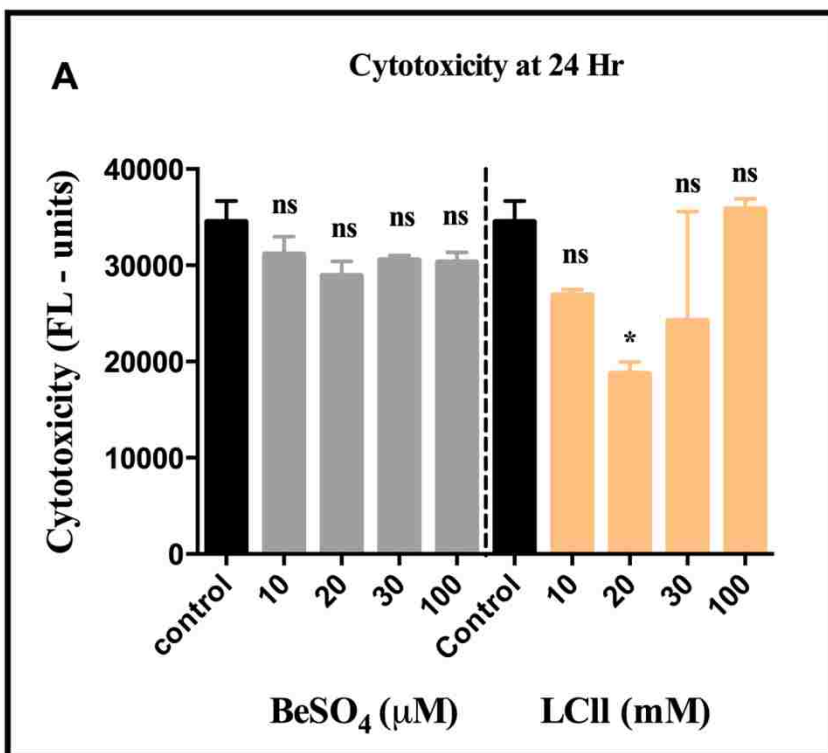 A
Cytotoxicity at 24 Hr
Cytotoxicity (FL - units)
40000
30000
20000
10000
0
ns
ns
ns
ns
ns
*
ns
ns
control
10
20
30
100
Control
10
20
30
100
BeSO₄ (μM)
LCll (mM)